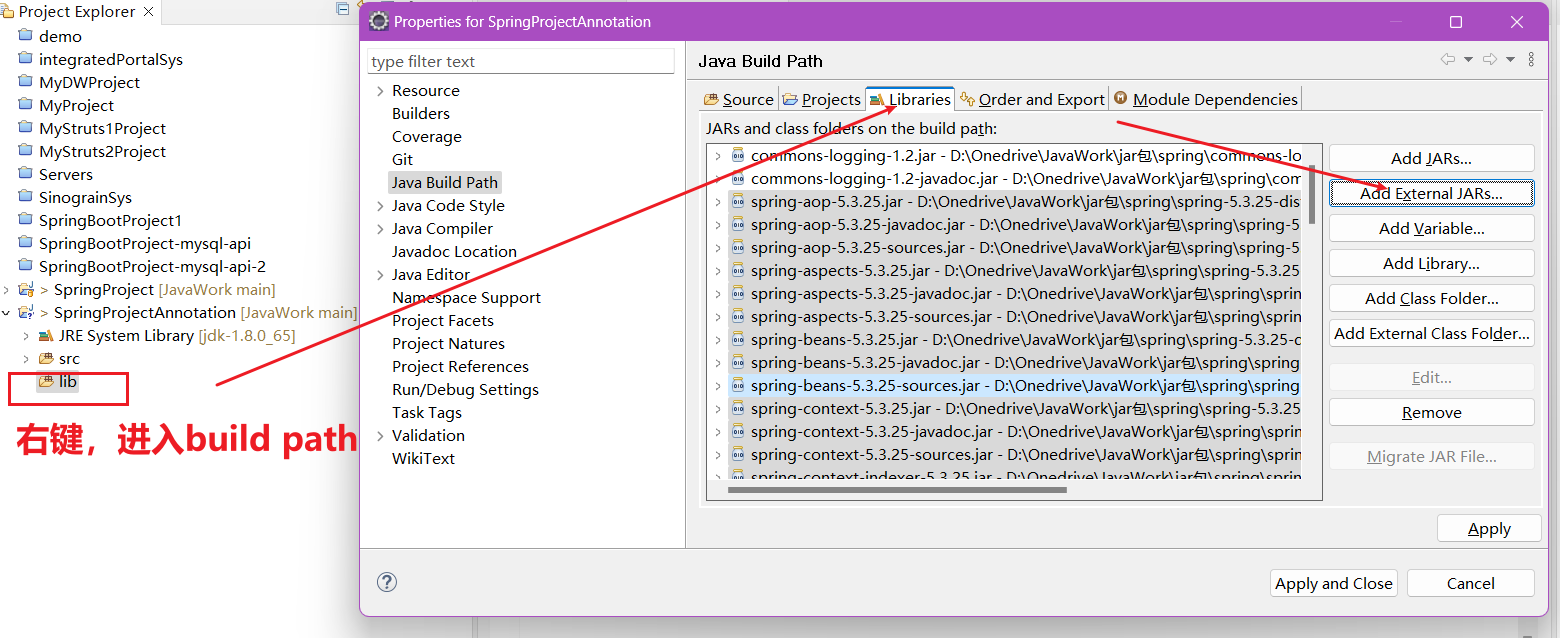 Project Explorer
demo
integratedPortalSys
MyDWProject
MyProject
MyStruts1Project
MyStruts2Project
Servers
SinograinSys
SpringBootProject1
SpringBootProject-mysql-api
SpringBootProject-mysql-api-2
> SpringProject [JavaWork main]
> SpringProjectAnnotation [JavaWork main]
JRE System Library [jdk-1.8.0_65]
src
lib
右键，进入build path
Properties for SpringProjectAnnotation
type filter text
Resource
Builders
Coverage
Git
Java Build Path
Java Code Style
Java Compiler
Javadoc Location
Java Editor
Namespace Support
Project Facets
Project Natures
Project References
Run/Debug Settings
Task Tags
Validation
WikiText
Java Build Path
Source Projects Libraries Order and Export Module Dependencies
JARs and class folders on the build path:
commons-logging-1.2.jar - D:\Onedrive\JavaWork\jar包\spring\commons-lo
commons-logging-1.2-javadoc.jar - D:\Onedrive\JavaWork\jar包\spring\com
spring-aop-5.3.25.jar - D:\Onedrive\JavaWork\jar包\spring\spring-5.3.25-dis
spring-aop-5.3.25-javadoc.jar - D:\Onedrive\JavaWork\jar包\spring\spring-5
spring-aop-5.3.25-sources.jar - D:\Onedrive\JavaWork\jar包\spring\spring-5
spring-aspects-5.3.25.jar - D:\Onedrive\JavaWork\jar包\spring\spring-5.3.25
spring-aspects-5.3.25-javadoc.jar - D:\Onedrive\JavaWork\jar包\spring\sprin
spring-aspects-5.3.25-sources.jar - D:\Onedrive\JavaWork\jar包\spring\sprin
spring-beans-5.3.25.jar - D:\Onedrive\JavaWork\jar包\spring\spring-5.3.25-d
spring-beans-5.3.25-javadoc.jar - D:\Onedrive\JavaWork\jar包\spring\spring
spring-beans-5.3.25-sources.jar - D:\Onedrive\JavaWork\jar包\spring\spring
spring-context-5.3.25.jar - D:\Onedrive\JavaWork\jar包\spring\spring-5.3.25
spring-context-5.3.25-javadoc.jar - D:\Onedrive\JavaWork\jar包\spring\sprin
spring-context-5.3.25-sources.jar - D:\Onedrive\JavaWork\jar包\spring\sprin
spring-context-indexer-5.3.25.jar - D:\Onedrive\JavaWork\jar包\spring\sprin
Add JARs...
Add External JARs...
Add Variable...
Add Library...
Add Class Folder...
Add External Class Folder...
Edit...
Remove
Migrate JAR File...
Apply
Apply and Close
Cancel